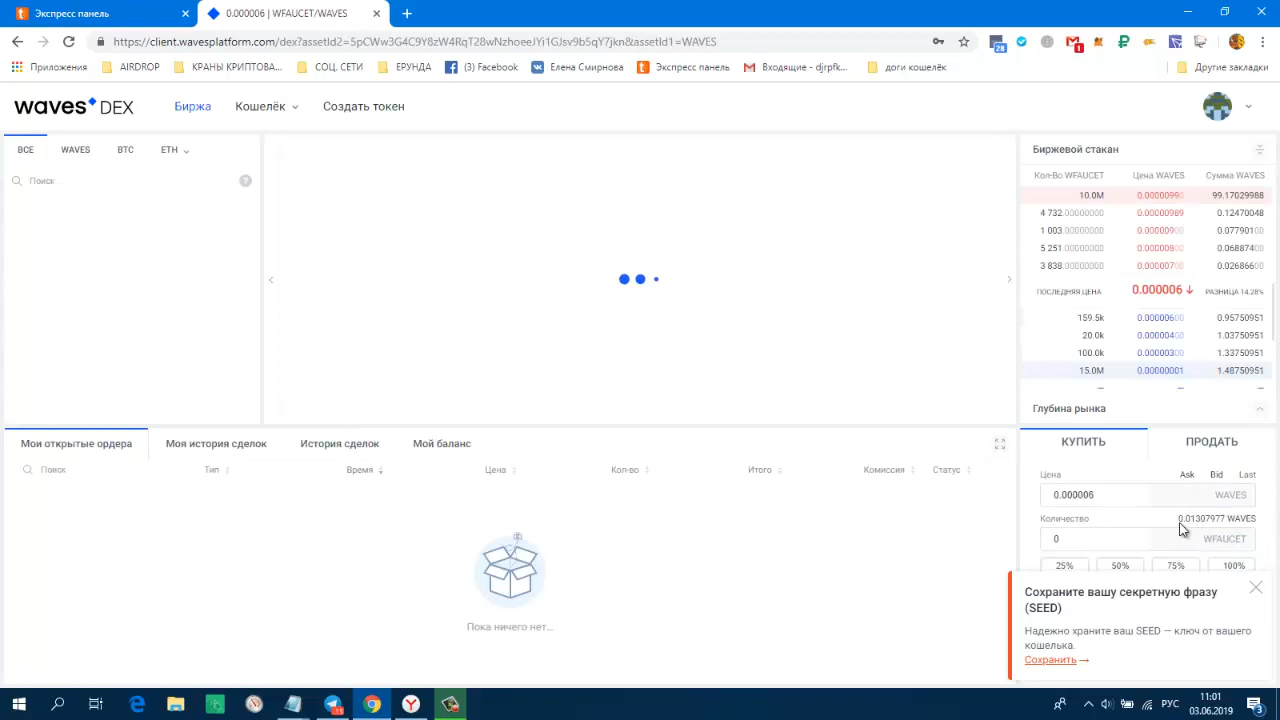 Экспресс панель
0.000006 | WFAUCET/WAVES
https://client.wavesplatform.com/dex?assetId2=5pCWw3G4C9Y8zW4RqT28wNzhoeeJYi1GJsv9b5qY7jkn&assetId1=WAVES
28
1
Приложения
AIRDROP
КРАНЫ КРИПТОВА...
СОЦ. СЕТИ
ЕРУНДА
(3) Facebook
Елена Смирнова
Экспресс панель
Входящие - djrpfk...
доги кошелёк
Другие закладки
waves DEX
Биржа
Кошелёк
Создать токен
ВСЕ
WAVES
BTC
ETH
Поиск
?
Биржевой стакан
Кол-Во WFAUCET Цена WAVES Сумма WAVES
10.0M 0.00000990 99.17029988
4 732.00000000 0.00000989 0.12470048
1 003.00000000 0.00000900 0.07790100
5 251.00000000 0.00000800 0.06887400
3 838.00000000 0.00000700 0.02686600
ПОСЛЕДНЯЯ ЦЕНА 0.000006 ↓ РАЗНИЦА 14.28%
159.5k 0.00000600 0.95750951
20.0k 0.00000400 1.03750951
100.0k 0.00000300 1.33750951
15.0M 0.00000001 1.48750951
— — —
Глубина рынка
Мои открытые ордера
Моя история сделок
История сделок
Мой баланс
Поиск
Тип
Время
Цена
Кол-во
Итого
Комиссия
Статус
Пока ничего нет...
КУПИТЬ
ПРОДАТЬ
Цена Ask Bid Last
0.000006 WAVES
Количество 0.01307977 WAVES
0 WFAUCET
25% 50% 75% 100%
Сохраните вашу секретную фразу
(SEED)
Надежно храните ваш SEED — ключ от вашего
кошелька.
Сохранить →
15
РУС
11:01
03.06.2019
3